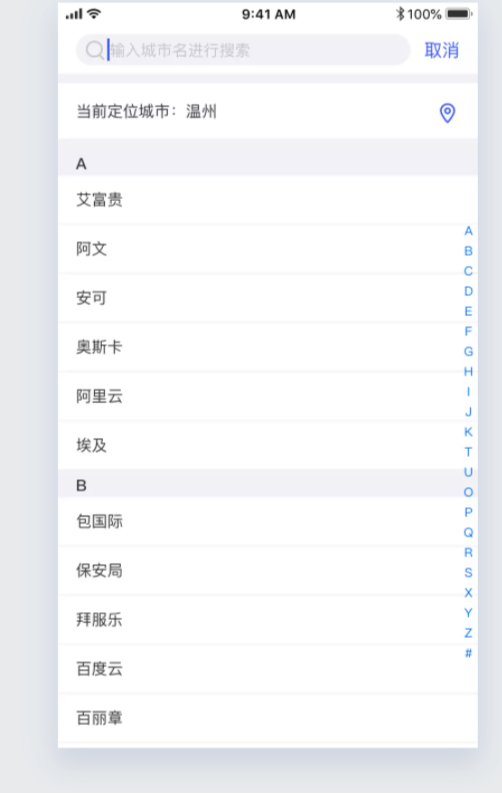 9:41 AM 100%
输入城市名进行搜索 取消
当前定位城市：温州
A
艾富贵
阿文
安可
奥斯卡
阿里云
埃及
B
包国际
保安局
拜服乐
百度云
百丽章
A
B
C
D
E
F
G
H
I
J
K
T
U
O
P
Q
R
S
X
Y
Z
#